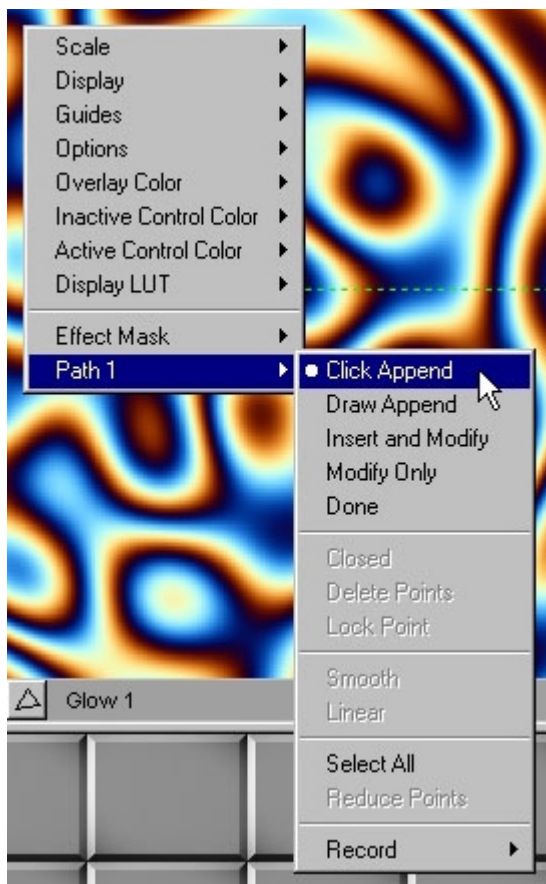 Scale
Display
Guides
Options
Overlay Color
Inactive Control Color
Active Control Color
Display LUT
Effect Mask
Path 1
Click Append
Draw Append
Insert and Modify
Modify Only
Done
Closed
Delete Points
Lock Point
Smooth
Linear
Select All
Reduce Points
Record
Glow 1